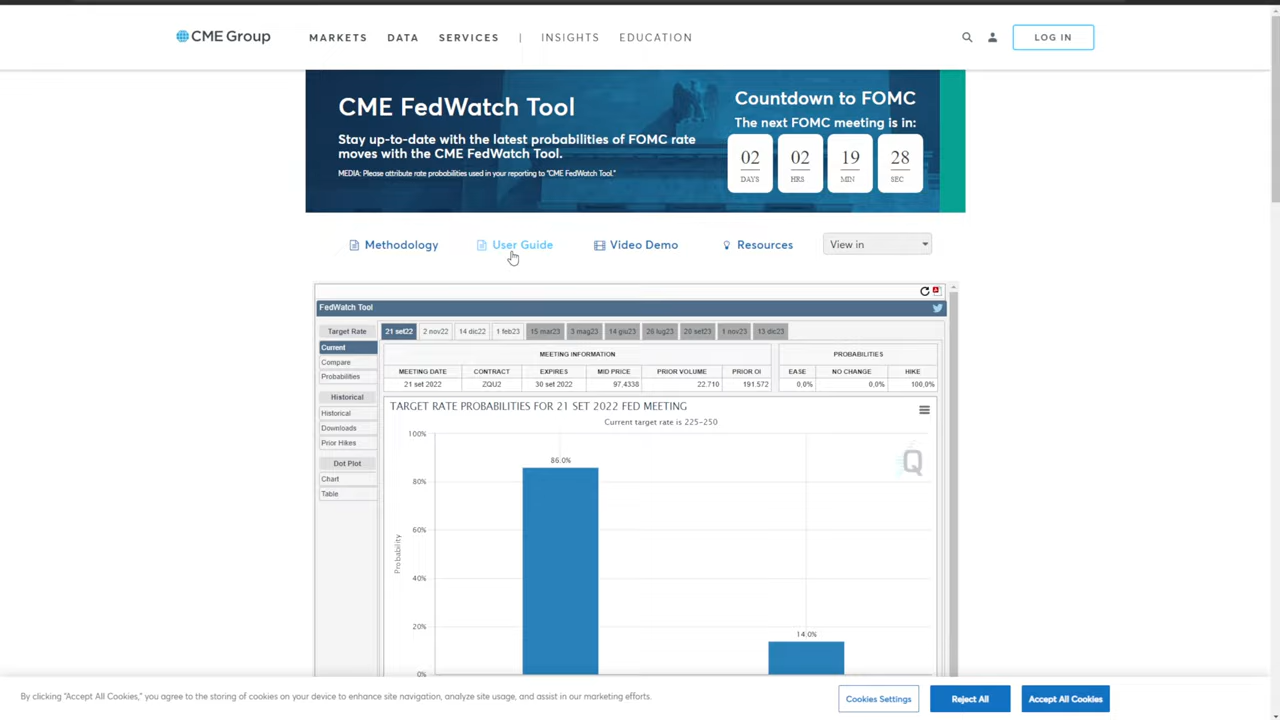 CME Group
MARKETS DATA SERVICES | INSIGHTS EDUCATION
LOG IN
CME FedWatch Tool
Stay up-to-date with the latest probabilities of FOMC rate
moves with the CME FedWatch Tool.
MEDIA: Please attribute rate probabilities used in your reporting to "CME FedWatch Tool."
Countdown to FOMC
The next FOMC meeting is in:
02 02 19 28
DAYS HRS MIN SEC
Methodology User Guide Video Demo Resources View in
FedWatch Tool
Target Rate
Current
Compare
Probabilities
Historical
Historical
Downloads
Prior Hikes
Dot Plot
Chart
Table
21 set22 2 nov22 14 dic22 1 feb23 15 mar23 3 mag23 14 giu23 26 lug23 20 set23 1 nov23 13 dic23
MEETING INFORMATION
MEETING DATE CONTRACT EXPIRES MID PRICE PRIOR VOLUME PRIOR OI
21 set 2022 ZQU2 30 set 2022 97.4338 22.710 191.572
PROBABILITIES
EASE NO CHANGE HIKE
0.0% 0.0% 100,0%
TARGET RATE PROBABILITIES FOR 21 SET 2022 FED MEETING
Current target rate is 225-250
Probability
100%
80%
60%
40%
20%
0%
86.0%
14.0%
Q
By clicking "Accept All Cookies," you agree to the storing of cookies on your device to enhance site navigation, analyze site usage, and assist in our marketing efforts.
Cookies Settings Reject All Accept All Cookies